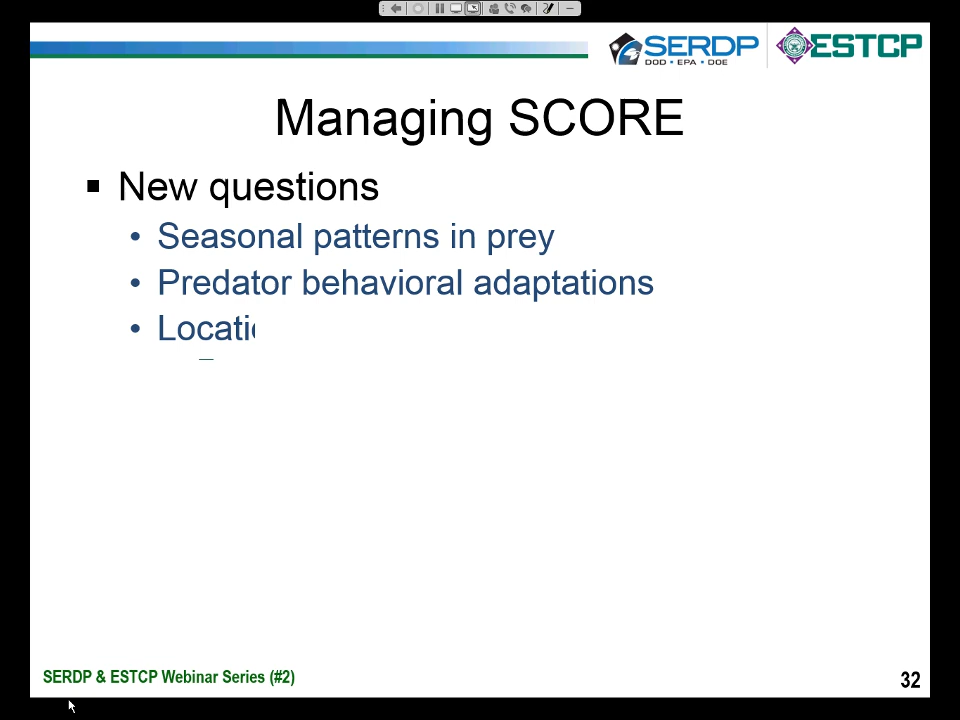 SERDP
DOD • EPA • DOE
ESTCP
Managing SCORE
New questions
Seasonal patterns in prey
Predator behavioral adaptations
SERDP & ESTCP Webinar Series (#2)
32